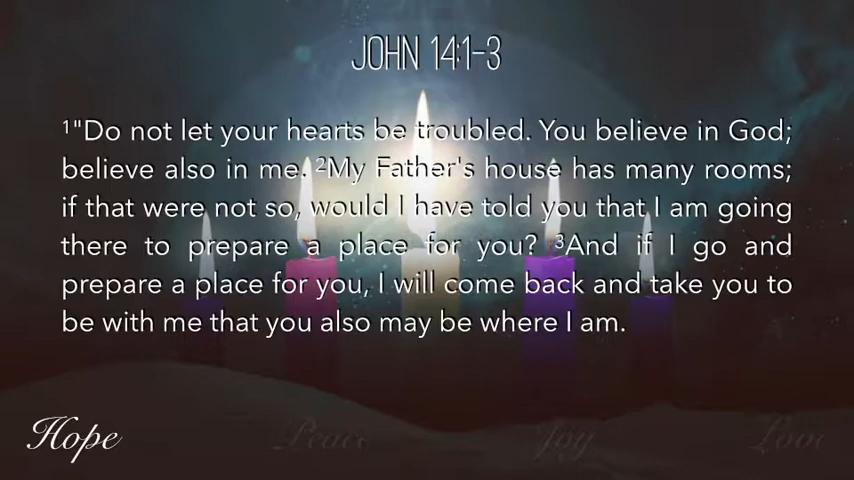 JOHN 14:1-3
¹"Do not let your hearts be troubled. You believe in God;
believe also in me. ²My Father's house has many rooms;
if that were not so, would I have told you that I am going
there to prepare a place for you? ³And if I go and
prepare a place for you, I will come back and take you to
be with me that you also may be where I am.
Hope Peace Joy Love